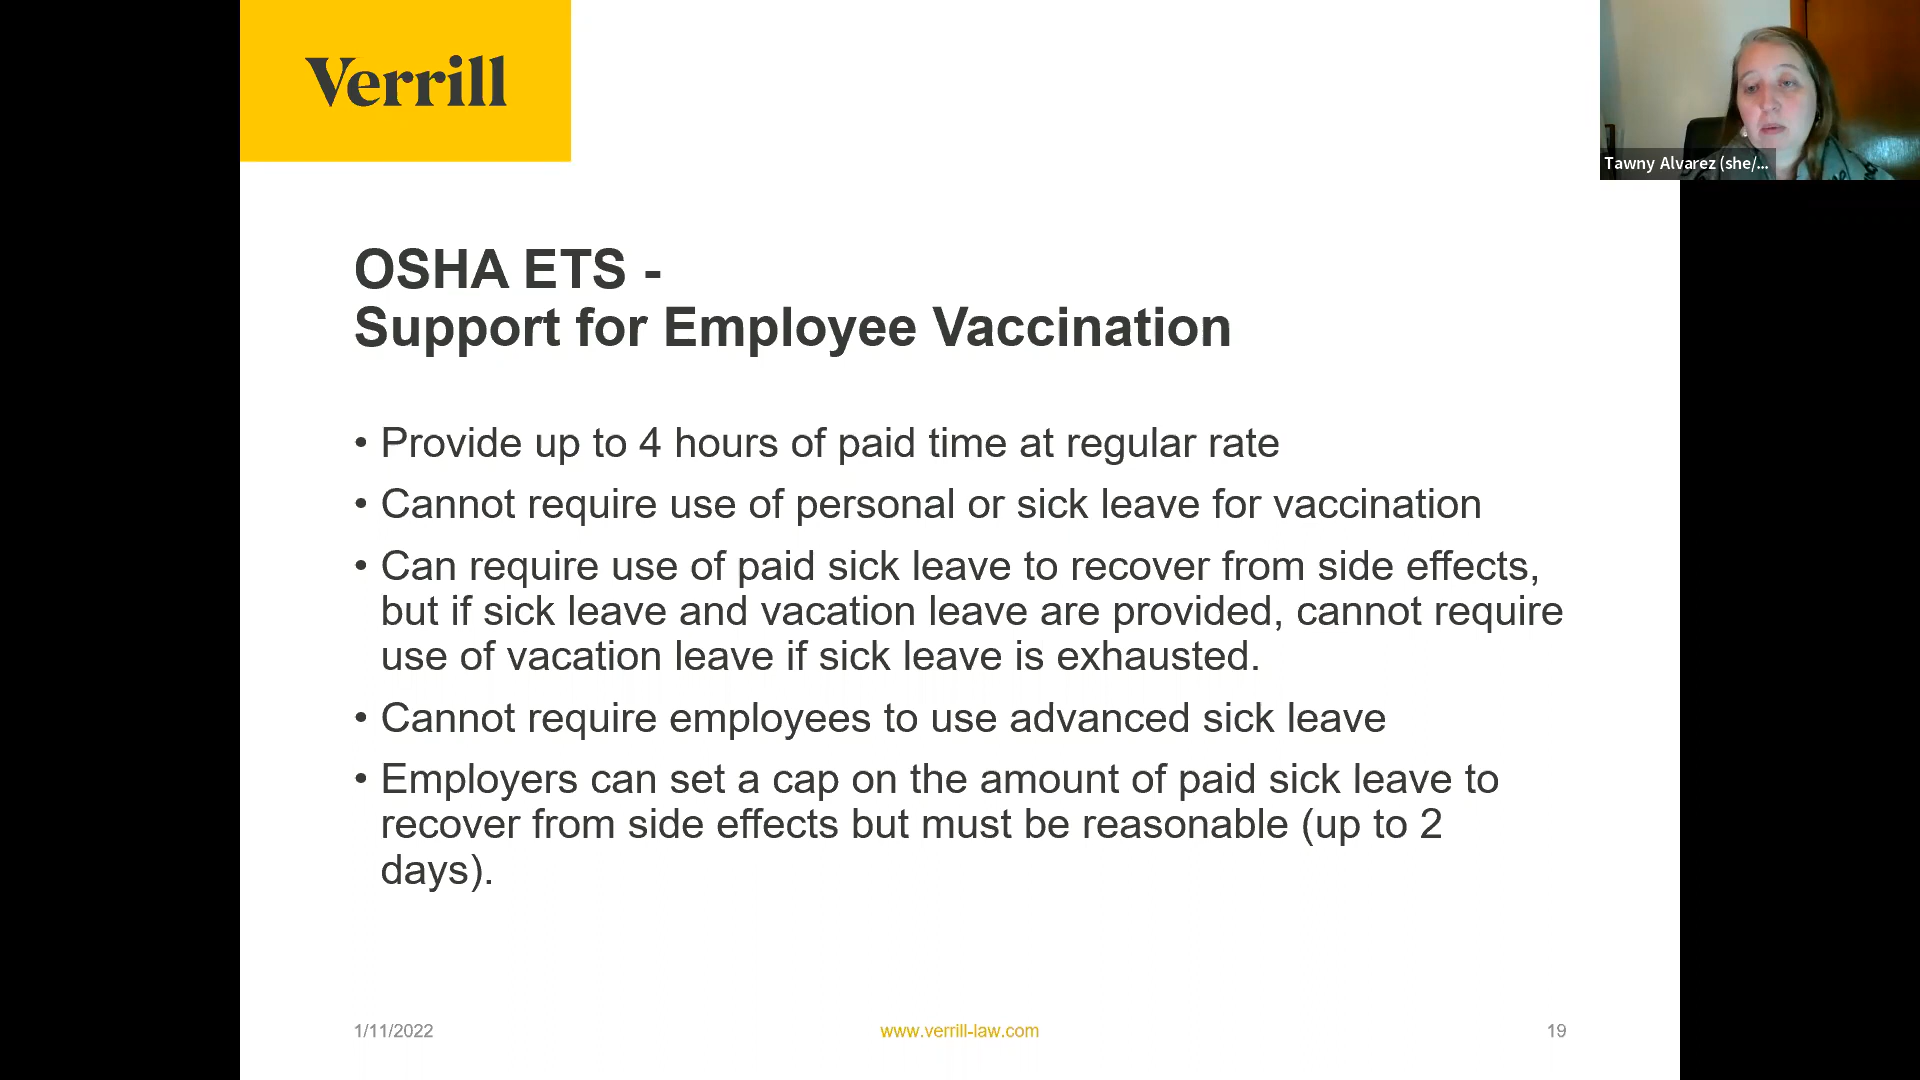 Verrill
Tawny Alvarez (she/...
OSHA ETS -
Support for Employee Vaccination
• Provide up to 4 hours of paid time at regular rate
• Cannot require use of personal or sick leave for vaccination
• Can require use of paid sick leave to recover from side effects,
but if sick leave and vacation leave are provided, cannot require
use of vacation leave if sick leave is exhausted.
• Cannot require employees to use advanced sick leave
• Employers can set a cap on the amount of paid sick leave to
recover from side effects but must be reasonable (up to 2
days).
1/11/2022
www.verrill-law.com
19